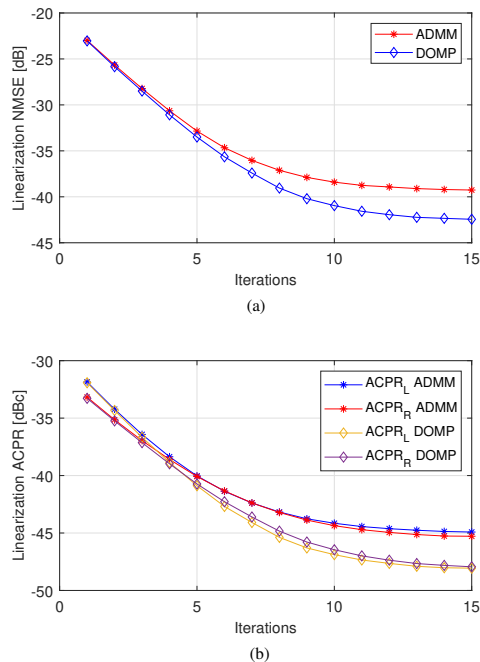 -20
-25
-30
-35
-40
-45
Linearization NMSE [dB]
ADMM
DOMP
0
5
10
15
Iterations
(a)
-30
-35
-40
-45
-50
Linearization ACPR [dBc]
ACPR_L ADMM
ACPR_R ADMM
ACPR_L DOMP
ACPR_R DOMP
0
5
10
15
Iterations
(b)